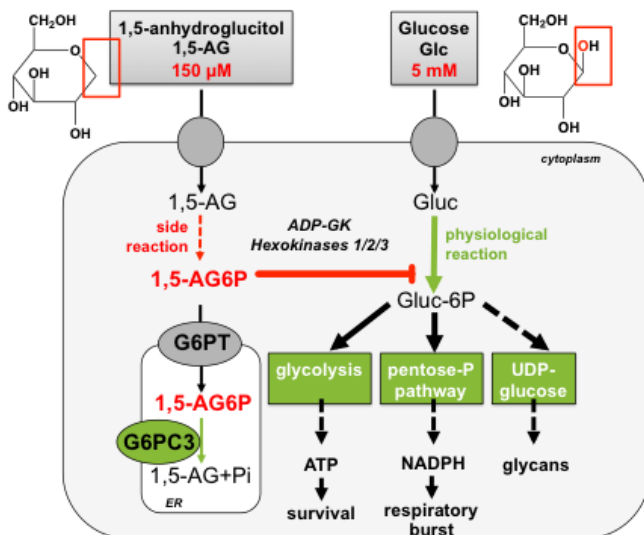 CH₂OH
O
OH
OH
OH
1,5-anhydroglucitol
1,5-AG
150 µM
Glucose
Glc
5 mM
CH₂OH
O
OH
OH
OH
OH
cytoplasm
1,5-AG
Gluc
side
reaction
ADP-GK
Hexokinases 1/2/3
physiological
reaction
1,5-AG6P
Gluc-6P
G6PT
glycolysis
pentose-P
pathway
UDP-
glucose
1,5-AG6P
G6PC3
1,5-AG+Pi
ER
ATP
NADPH
glycans
survival
respiratory
burst